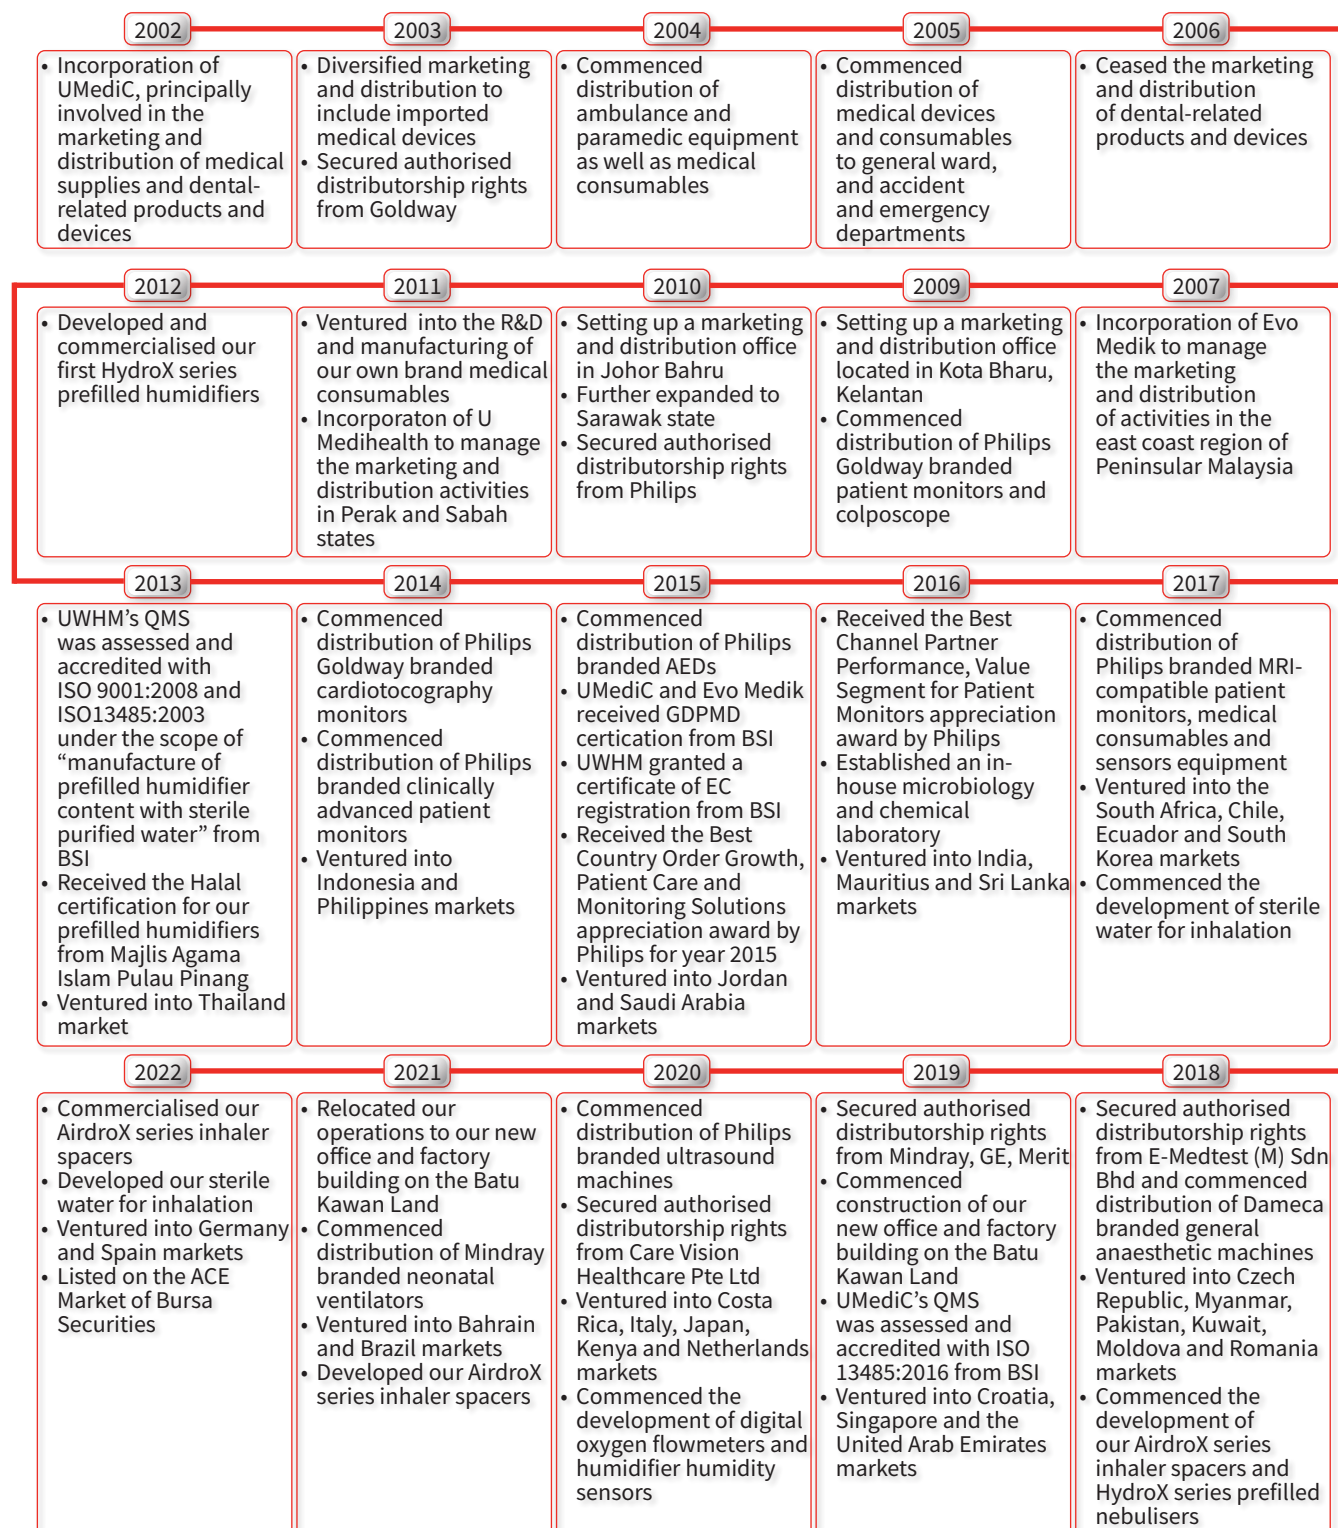 2002
• Incorporation of
UMediC, principally
involved in the
marketing and
distribution of medical
supplies and dental-
related products and
devices
2003
• Diversified marketing
and distribution to
include imported
medical devices
• Secured authorised
distributorship rights
from Goldway
2004
• Commenced
distribution of
ambulance and
paramedic equipment
as well as medical
consumables
2005
• Commenced
distribution of
medical devices
and consumables
to general ward,
and accident
and emergency
departments
2006
• Ceased the marketing
and distribution
of dental-related
products and devices
2012
• Developed and
commercialised our
first HydroX series
prefilled humidifiers
2011
• Ventured into the R&D
and manufacturing of
our own brand medical
consumables
• Incorporaton of U
Medihealth to manage
the marketing and
distribution activities
in Perak and Sabah
states
2010
• Setting up a marketing
and distribution office
in Johor Bahru
• Further expanded to
Sarawak state
• Secured authorised
distributorship rights
from Philips
2009
• Setting up a marketing
and distribution office
located in Kota Bharu,
Kelantan
• Commenced
distribution of Philips
Goldway branded
patient monitors and
colposcope
2007
• Incorporation of Evo
Medik to manage
the marketing
and distribution
of activities in the
east coast region of
Peninsular Malaysia
2013
• UWHM’s QMS
was assessed and
accredited with
ISO 9001:2008 and
ISO13485:2003
under the scope of
“manufacture of
prefilled humidifier
content with sterile
purified water” from
BSI
• Received the Halal
certification for our
prefilled humidifiers
from Majlis Agama
Islam Pulau Pinang
• Ventured into Thailand
market
2014
• Commenced
distribution of Philips
Goldway branded
cardiotocography
monitors
• Commenced
distribution of Philips
branded clinically
advanced patient
monitors
• Ventured into
Indonesia and
Philippines markets
2015
• Commenced
distribution of Philips
branded AEDs
• UMediC and Evo Medik
received GDPMD
certication from BSI
• UWHM granted a
certificate of EC
registration from BSI
• Received the Best
Country Order Growth,
Patient Care and
Monitoring Solutions
appreciation award by
Philips for year 2015
• Ventured into Jordan
and Saudi Arabia
markets
2016
• Received the Best
Channel Partner
Performance, Value
Segment for Patient
Monitors appreciation
award by Philips
• Established an in-
house microbiology
and chemical
laboratory
• Ventured into India,
Mauritius and Sri Lanka
markets
2017
• Commenced
distribution of
Philips branded MRI-
compatible patient
monitors, medical
consumables and
sensors equipment
• Ventured into the
South Africa, Chile,
Ecuador and South
Korea markets
• Commenced the
development of sterile
water for inhalation
2022
• Commercialised our
AirdroX series inhaler
spacers
• Developed our sterile
water for inhalation
• Ventured into Germany
and Spain markets
• Listed on the ACE
Market of Bursa
Securities
2021
• Relocated our
operations to our new
office and factory
building on the Batu
Kawan Land
• Commenced
distribution of Mindray
branded neonatal
ventilators
• Ventured into Bahrain
and Brazil markets
• Developed our AirdroX
series inhaler spacers
2020
• Commenced
distribution of Philips
branded ultrasound
machines
• Secured authorised
distributorship rights
from Care Vision
Healthcare Pte Ltd
• Ventured into Costa
Rica, Italy, Japan,
Kenya and Netherlands
markets
• Commenced the
development of digital
oxygen flowmeters and
humidifier humidity
sensors
2019
• Secured authorised
distributorship rights
from Mindray, GE, Merit
• Commenced
construction of our
new office and factory
building on the Batu
Kawan Land
• UMediC’s QMS
was assessed and
accredited with ISO
13485:2016 from BSI
• Ventured into Croatia,
Singapore and the
United Arab Emirates
markets
2018
• Secured authorised
distributorship rights
from E-Medtest (M) Sdn
Bhd and commenced
distribution of Dameca
branded general
anaesthetic machines
• Ventured into Czech
Republic, Myanmar,
Pakistan, Kuwait,
Moldova and Romania
markets
• Commenced the
development of
our AirdroX series
inhaler spacers and
HydroX series prefilled
nebulisers